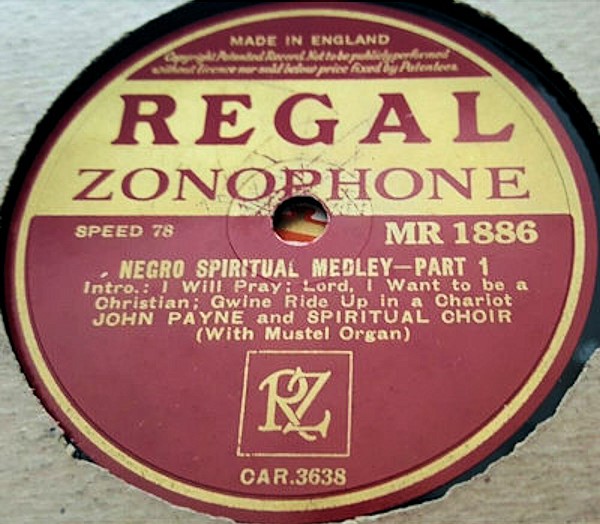 MADE IN ENGLAND
Copyright Patented Record. Not to be publicly performed
without licence nor sold below price fixed by Patentees.
REGAL
ZONOPHONE
SPEED 78
MR 1886
NEGRO SPIRITUAL MEDLEY—PART 1
Intro.: I Will Pray; Lord, I Want to be a
Christian; Gwine Ride Up in a Chariot
JOHN PAYNE and SPIRITUAL CHOIR
(With Mustel Organ)
RZ
CAR.3638